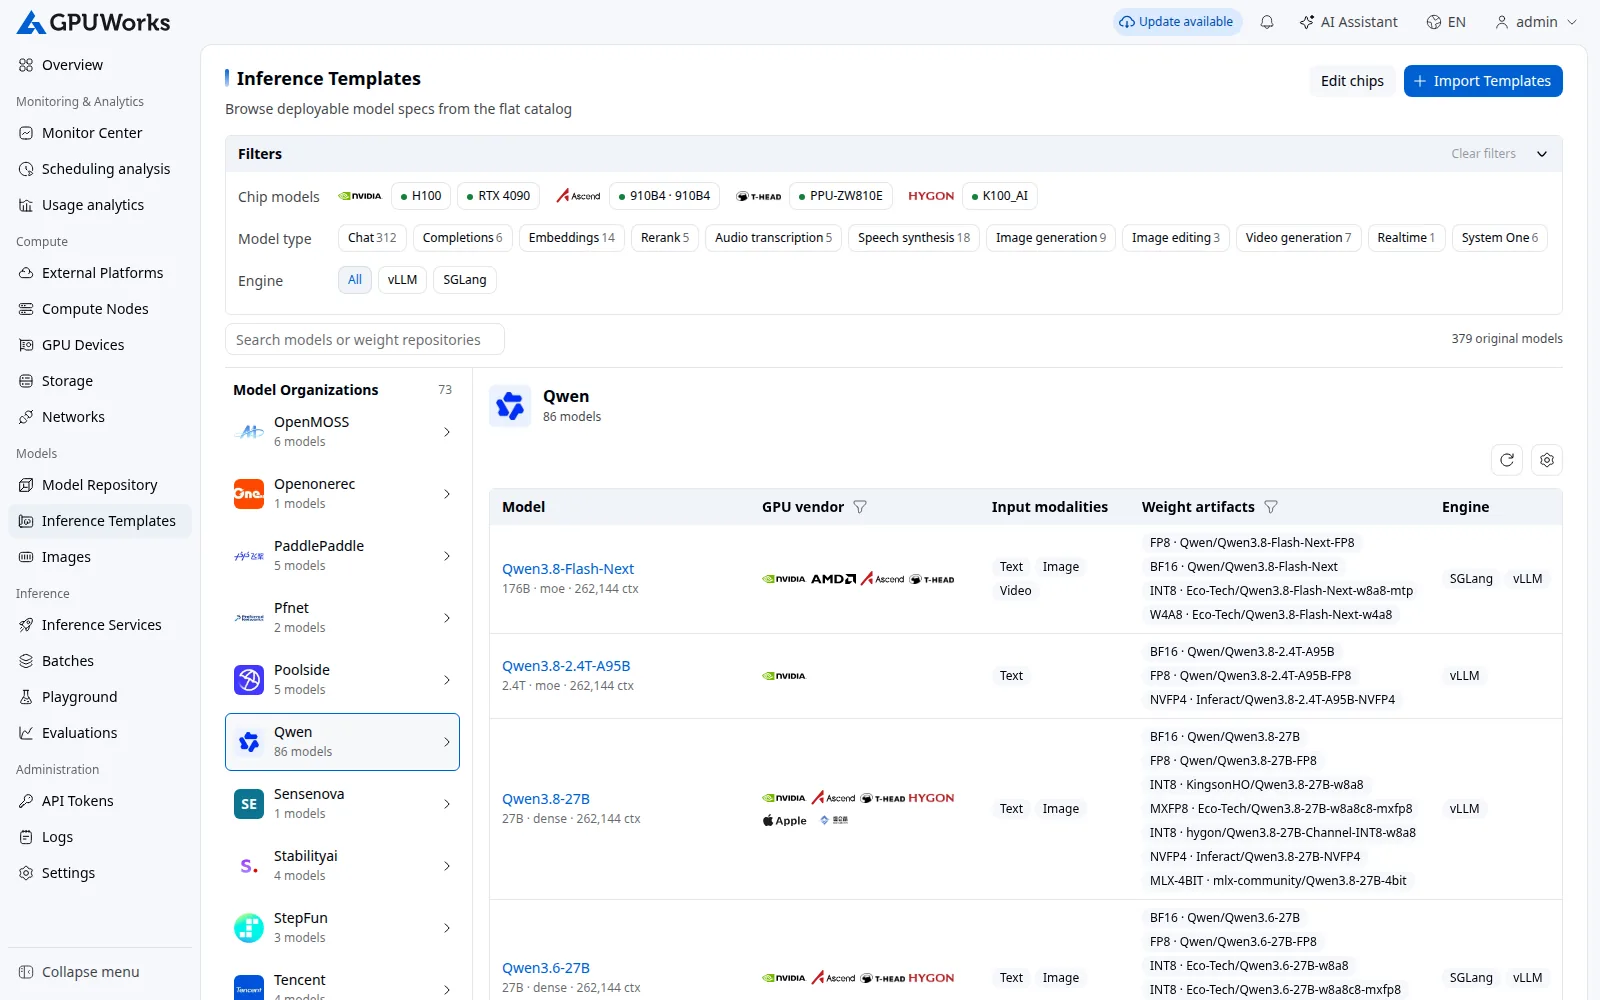 GPUWorks
Update available
AI Assistant
EN
admin
Overview
Monitoring & Analytics
Monitor Center
Scheduling analysis
Usage analytics
Compute
External Platforms
Compute Nodes
GPU Devices
Storage
Networks
Models
Model Repository
Inference Templates
Images
Inference
Inference Services
Batches
Playground
Evaluations
Administration
API Tokens
Logs
Settings
Collapse menu
Inference Templates
Browse deployable model specs from the flat catalog
Edit chips
Import Templates
Filters
Clear filters
Chip models NVIDIA H100 RTX 4090 Ascend 910B4 · 910B4 T-HEAD PPU-ZW810E HYGON K100_AI
Model type Chat 312 Completions 6 Embeddings 14 Rerank 5 Audio transcription 5 Speech synthesis 18 Image generation 9 Image editing 3 Video generation 7 Realtime 1 System One 6
Engine All vLLM SGLang
Search models or weight repositories
379 original models
Model Organizations 73
OpenMOSS
6 models
One
Openonerec
1 models
PaddlePaddle
5 models
Pfnet
2 models
Poolside
5 models
Qwen
86 models
SE
Sensenova
1 models
S.
Stabilityai
4 models
StepFun
3 models
Tencent
Tencent
4 models
Qwen
86 models
Model GPU vendor Input modalities Weight artifacts Engine
Qwen3.8-Flash-Next
176B · moe · 262,144 ctx
NVIDIA AMD Ascend T-HEAD
Text Image
Video
FP8 · Qwen/Qwen3.8-Flash-Next-FP8
BF16 · Qwen/Qwen3.8-Flash-Next
INT8 · Eco-Tech/Qwen3.8-Flash-Next-w8a8-mtp
W4A8 · Eco-Tech/Qwen3.8-Flash-Next-w4a8
SGLang vLLM
Qwen3.8-2.4T-A95B
2.4T · moe · 262,144 ctx
NVIDIA
Text
BF16 · Qwen/Qwen3.8-2.4T-A95B
FP8 · Qwen/Qwen3.8-2.4T-A95B-FP8
NVFP4 · Inferact/Qwen3.8-2.4T-A95B-NVFP4
vLLM
Qwen3.8-27B
27B · dense · 262,144 ctx
NVIDIA Ascend T-HEAD HYGON
Apple
Text Image
BF16 · Qwen/Qwen3.8-27B
FP8 · Qwen/Qwen3.8-27B-FP8
INT8 · KingsonHO/Qwen3.8-27B-w8a8
MXFP8 · Eco-Tech/Qwen3.8-27B-w8a8c8-mxfp8
INT8 · hygon/Qwen3.8-27B-Channel-INT8-w8a8
NVFP4 · Inferact/Qwen3.8-27B-NVFP4
MLX-4BIT · mlx-community/Qwen3.8-27B-4bit
vLLM
Qwen3.6-27B
27B · dense · 262,144 ctx
NVIDIA Ascend T-HEAD HYGON
Text Image
BF16 · Qwen/Qwen3.6-27B
FP8 · Qwen/Qwen3.6-27B-FP8
INT8 · Eco-Tech/Qwen3.6-27B-w8a8
INT8 · Eco-Tech/Qwen3.6-27B-w8a8c8-mxfp8
SGLang vLLM